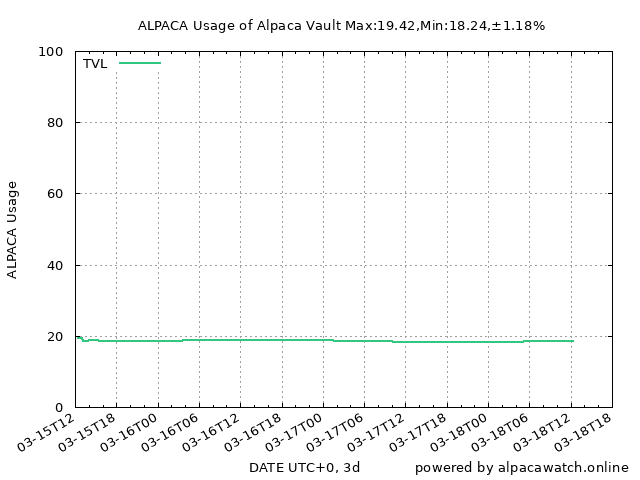 ALPACA Usage of Alpaca Vault Max:19.42,Min:18.24,±1.18%
TVL
ALPACA Usage
100
80
60
40
20
0
03-15T12
03-15T18
03-16T00
03-16T06
03-16T12
03-16T18
03-17T00
03-17T06
03-17T12
03-17T18
03-18T00
03-18T06
03-18T12
03-18T18
DATE UTC+0, 3d
powered by alpacawatch.online